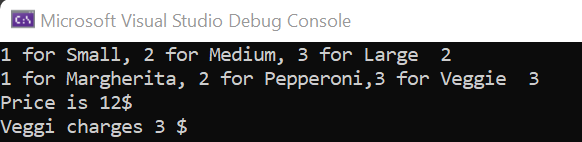 Microsoft Visual Studio Debug Console
1 for Small, 2 for Medium, 3 for Large  2
1 for Margherita, 2 for Pepperoni,3 for Veggie  3
Price is 12$
Veggi charges 3 $